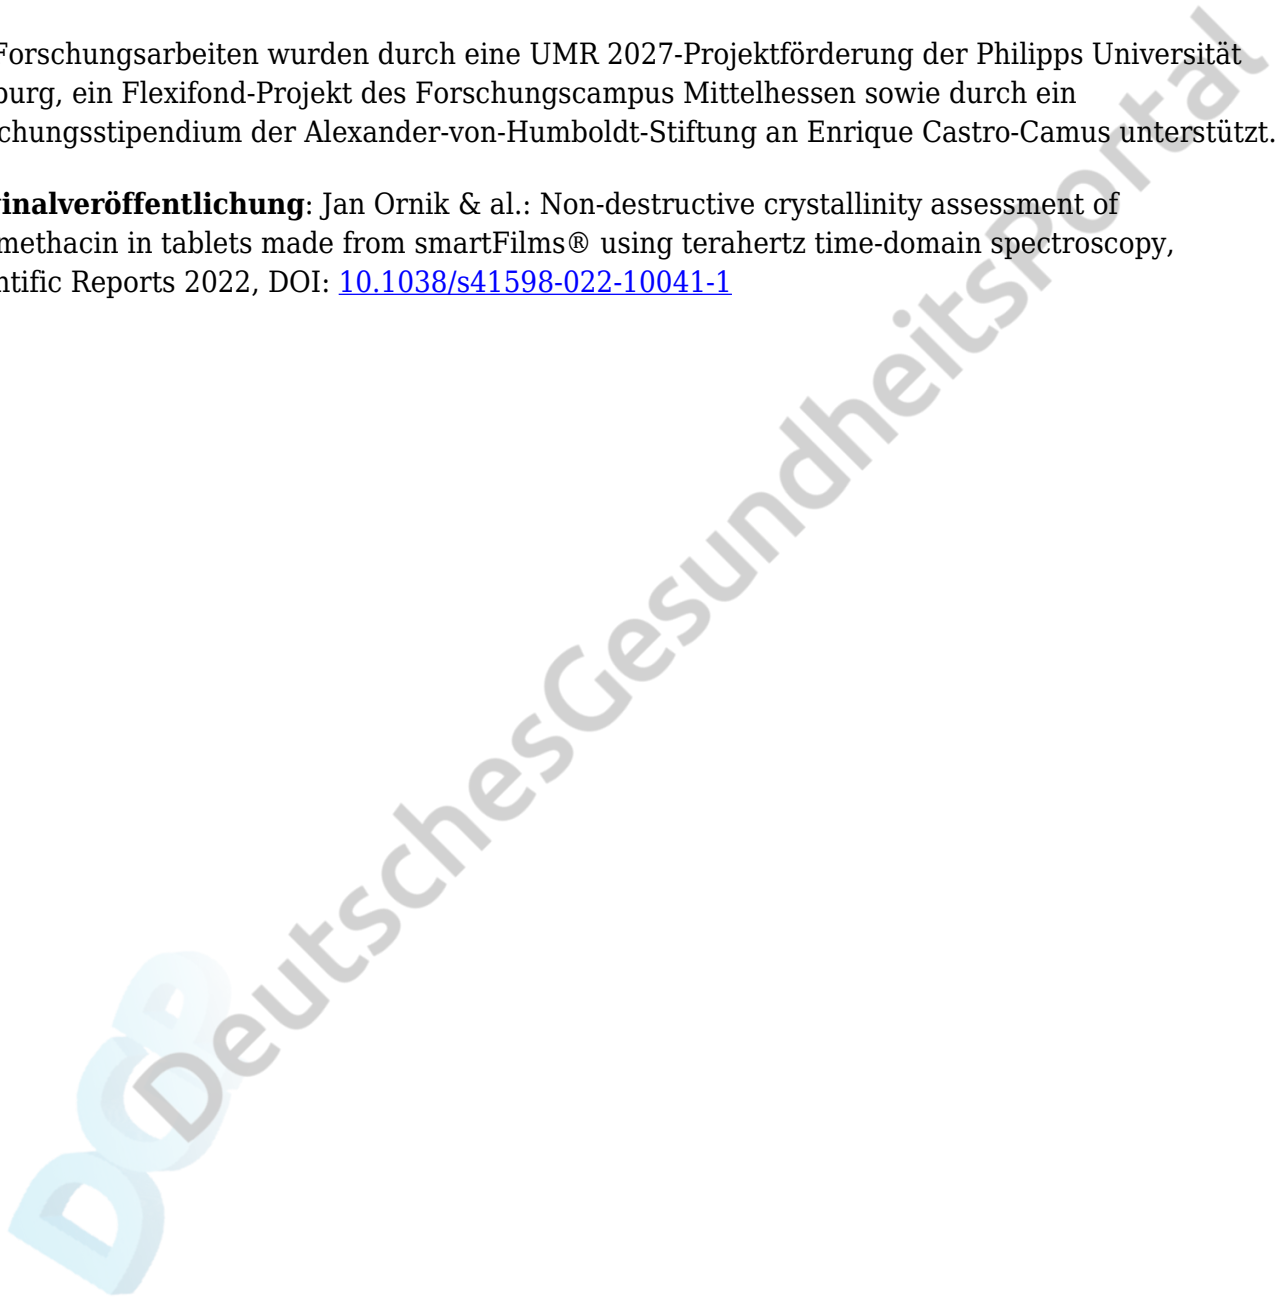 Forschungsarbeiten wurden durch eine UMR 2027-Projektförderung der Philipps Universität
burg, ein Flexifond-Projekt des Forschungscampus Mittelhessen sowie durch ein
chungsstipendium der Alexander-von-Humboldt-Stiftung an Enrique Castro-Camus unterstützt.
inalveröffentlichung: Jan Ornik & al.: Non-destructive crystallinity assessment of
methacin in tablets made from smartFilms® using terahertz time-domain spectroscopy,
ntific Reports 2022, DOI: 10.1038/s41598-022-10041-1
DeutschesGesundheitsPortal
DGP